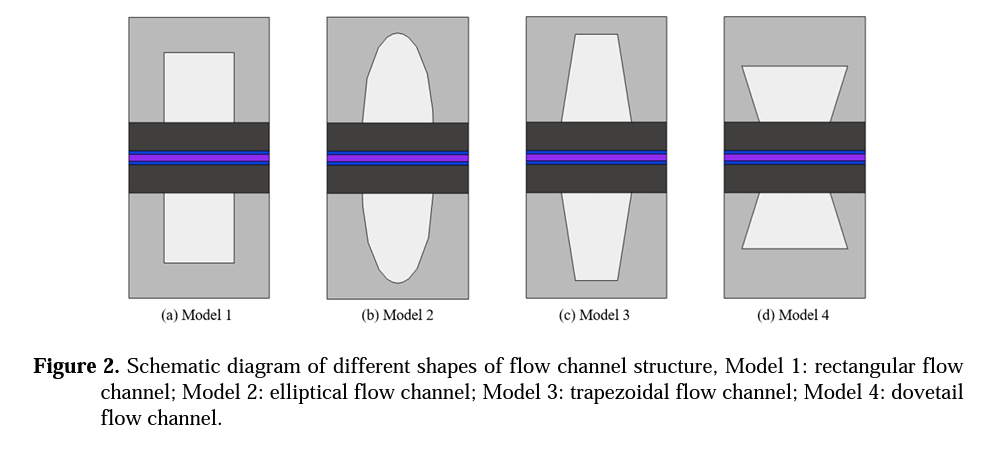 (a) Model 1
(b) Model 2
(c) Model 3
(d) Model 4
Figure 2. Schematic diagram of different shapes of flow channel structure, Model 1: rectangular flow
channel; Model 2: elliptical flow channel; Model 3: trapezoidal flow channel; Model 4: dovetail
flow channel.